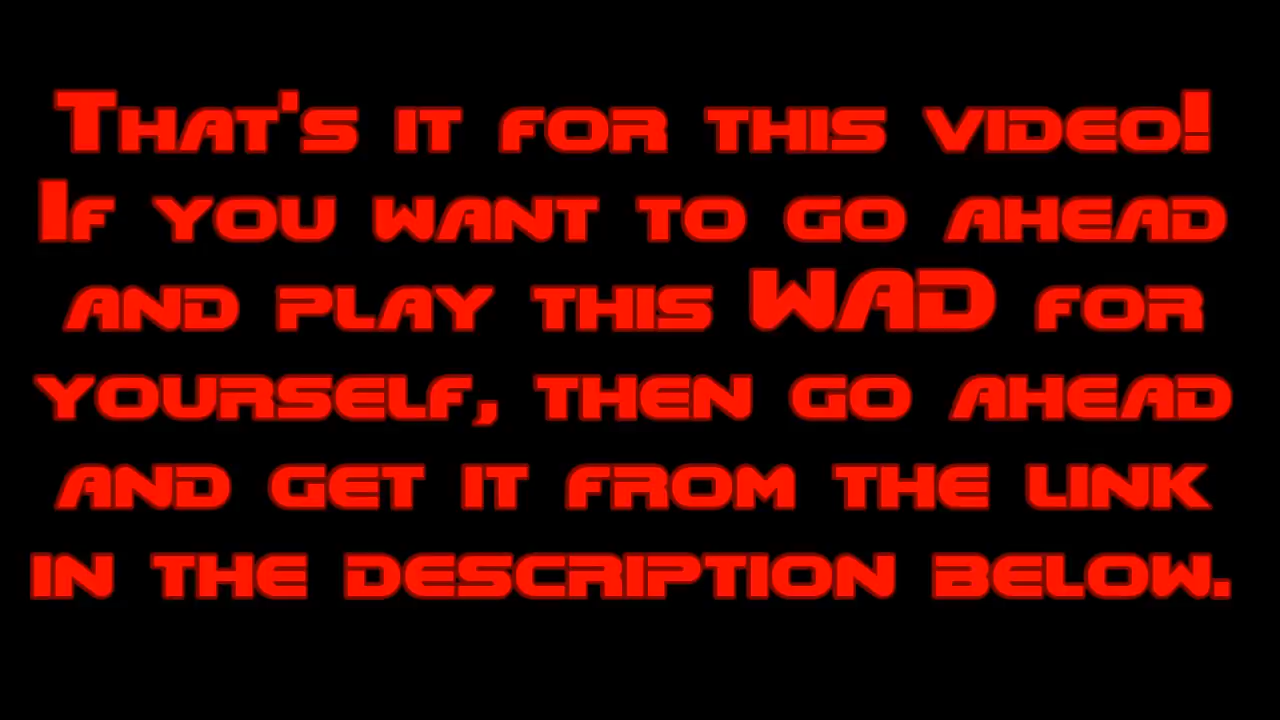 That's it for this video!
If you want to go ahead
and play this WAD for
yourself, then go ahead
and get it from the link
in the description below.